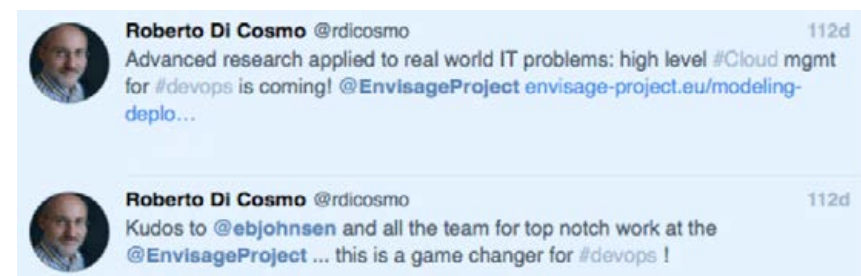 Roberto Di Cosmo @rdicosmo 112d
Advanced research applied to real world IT problems: high level #Cloud mgmt
for #devops is coming! @EnvisageProject envisage-project.eu/modeling-
deplo…
Roberto Di Cosmo @rdicosmo 112d
Kudos to @ebjohnsen and all the team for top notch work at the
@EnvisageProject ... this is a game changer for #devops !